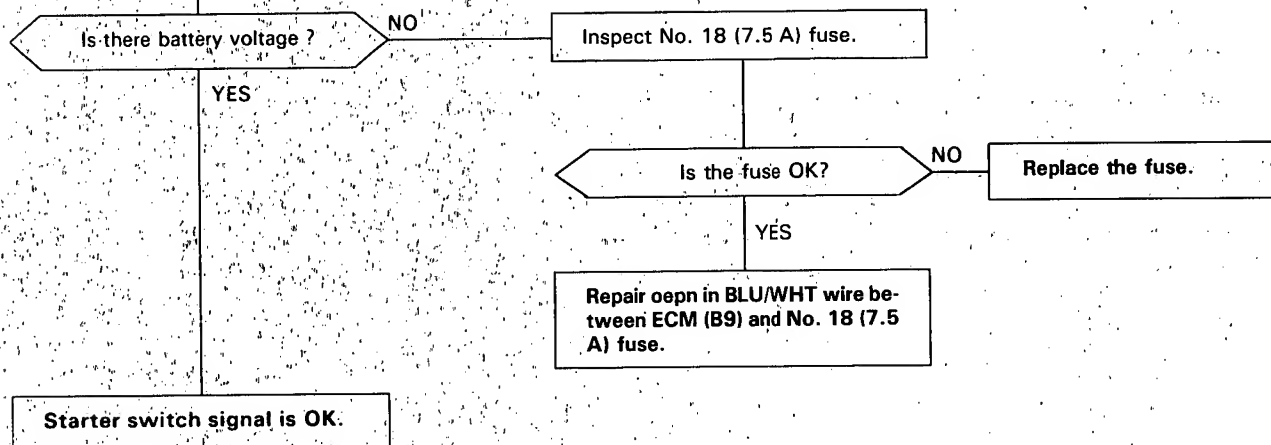 Is there battery voltage ?
NO
Inspect No. 18 (7.5 A) fuse.
YES
Is the fuse OK?
NO
Replace the fuse.
YES
Repair oepn in BLU/WHT wire be-
tween ECM (B9) and No. 18 (7.5
A) fuse.
Starter switch signal is OK.